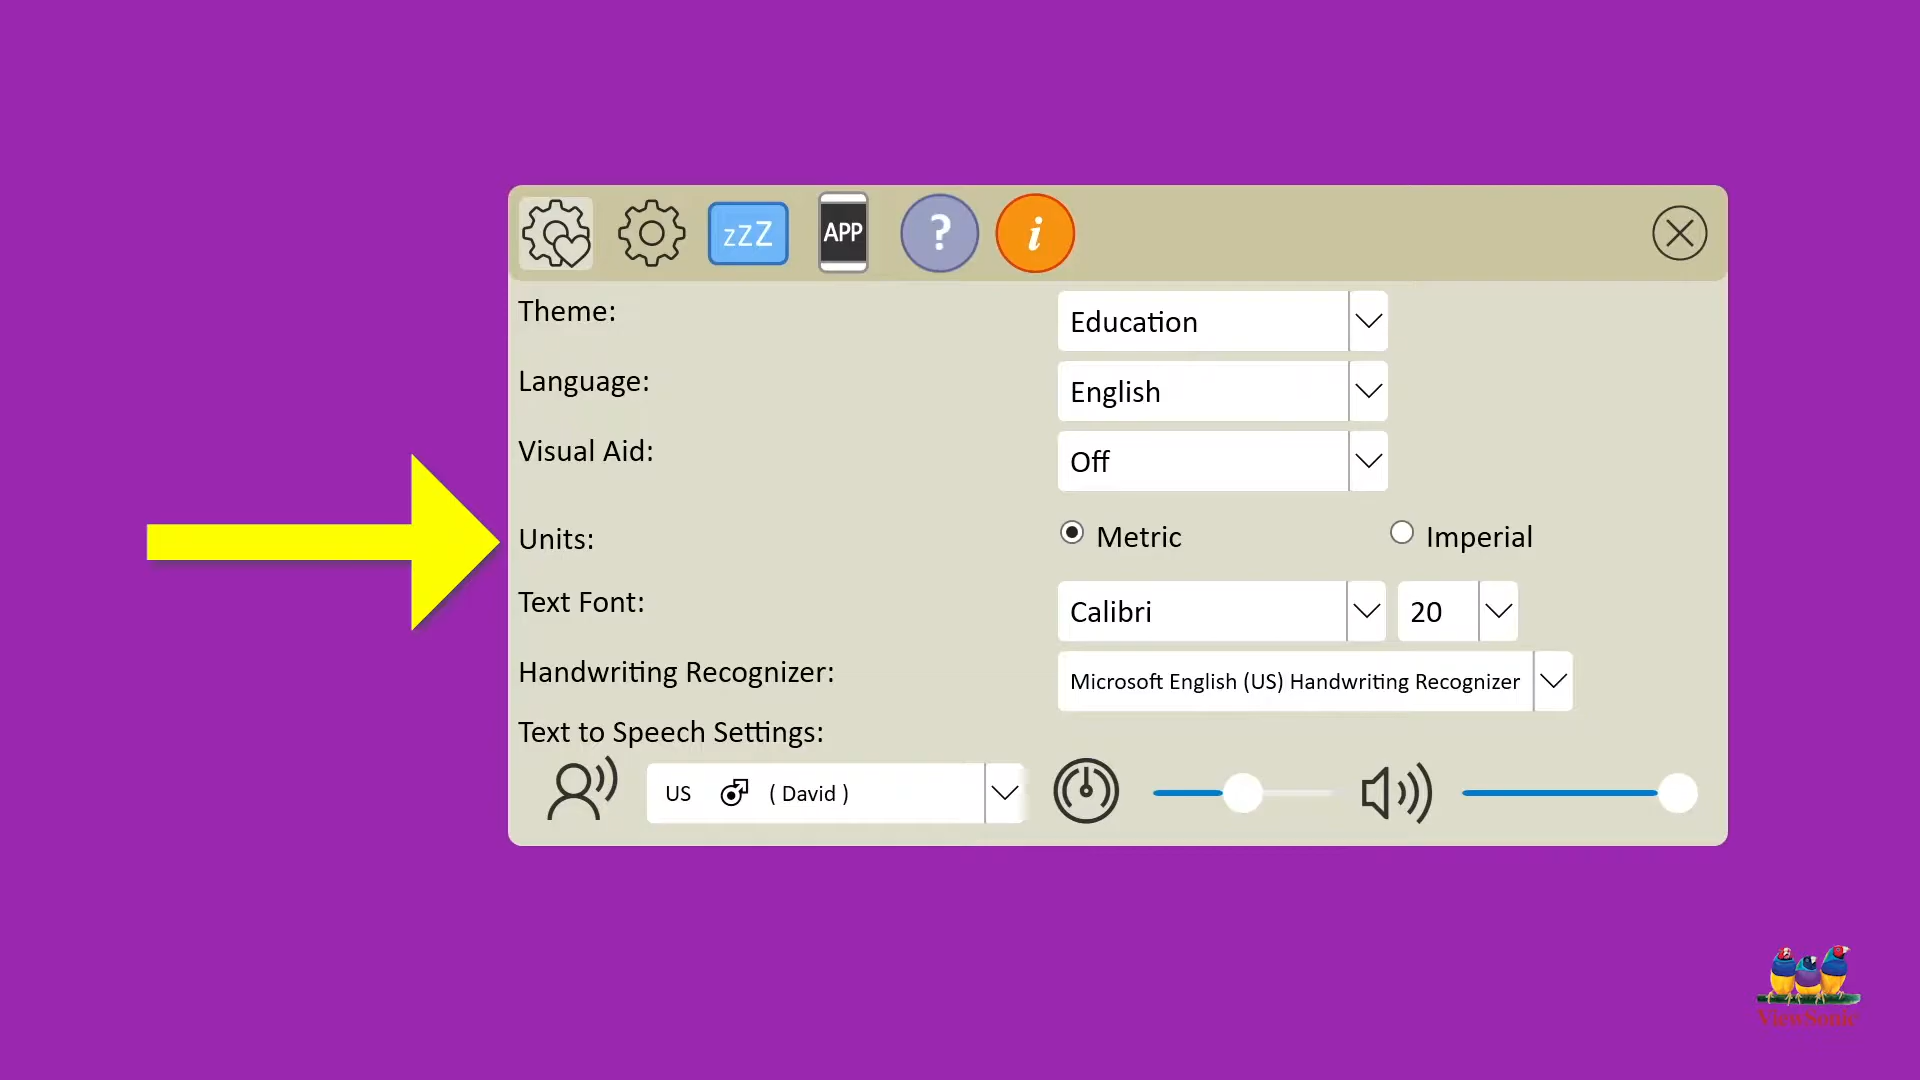 zzZ
APP
?
i
Theme:
Education
Language:
English
Visual Aid:
Off
Units:
Metric
Imperial
Text Font:
Calibri
20
Handwriting Recognizer:
Microsoft English (US) Handwriting Recognizer
Text to Speech Settings:
US
( David )
ViewSonic